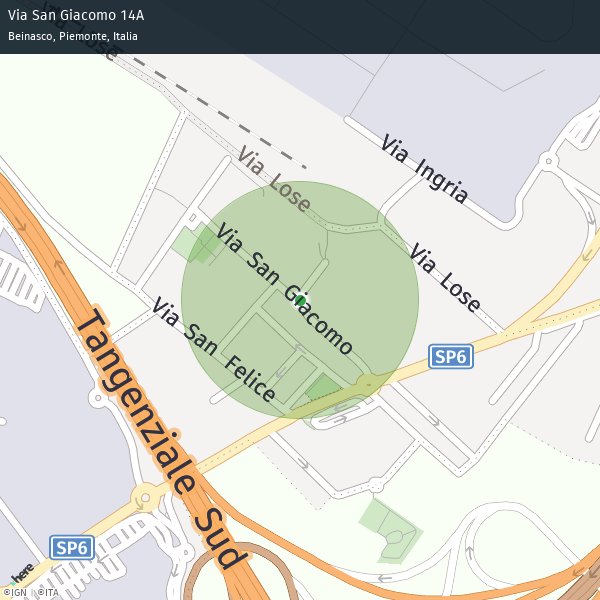 Via San Giacomo 14A
Beinasco, Piemonte, Italia
Via Lose
Via Ingria
Via Lose
Via San Giacomo
Via Lose
Via San Felice
SP6
Tangenziale Sud
SP6
here
©IGN | ©ITA